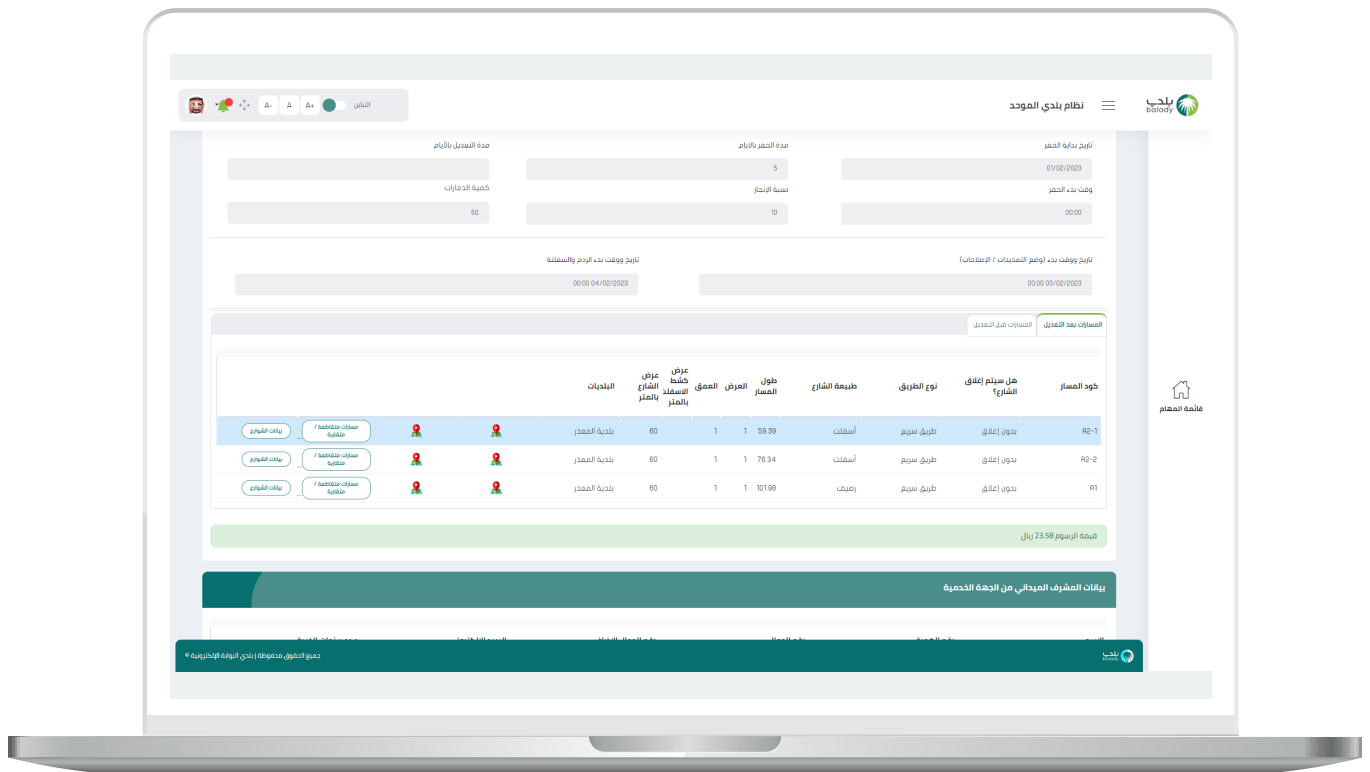 بلدي
balady
نظام بلدي الموحد
التباين
A+
A
A-
تاريخ بداية الحفر
مدة الحفر بالايام
مدة التعديل بالأيام
01/02/2023
5
وقت بدء الحفر
نسبة الإنجاز
كمية الدمارات
00:00
10
50
تاريخ ووقت بدء (وضع التمديدات / الإصلاحات)
تاريخ ووقت بدء الردم والسفلتة
03/02/2023 00:00
04/02/2023 00:00
المسارات بعد التعديل
المسارات قبل التعديل
كود المسار
هل سيتم إغلاق الشارع؟
نوع الطريق
طبيعة الشارع
طول المسار
العرض
العمق
عرض كشط الاسفلت بالمتر
عرض الشارع بالمتر
البلديات
A2-1 بدون إغلاق طريق سريع أسفلت 59.39 1 1 60 بلدية المعذر مسارات متقاطعة / متقاربة بيانات الشوارع
A2-2 بدون إغلاق طريق سريع أسفلت 76.34 1 1 60 بلدية المعذر مسارات متقاطعة / متقاربة بيانات الشوارع
A1 بدون إغلاق طريق سريع رصيف 101.98 1 1 60 بلدية المعذر مسارات متقاطعة / متقاربة بيانات الشوارع
قيمة الرسوم 23.58 ريال
قائمة المهام
بيانات المشرف الميداني من الجهة الخدمية
بلدي
balady
جميع الحقوق محفوظة | بلدي البوابة الإلكترونية ©